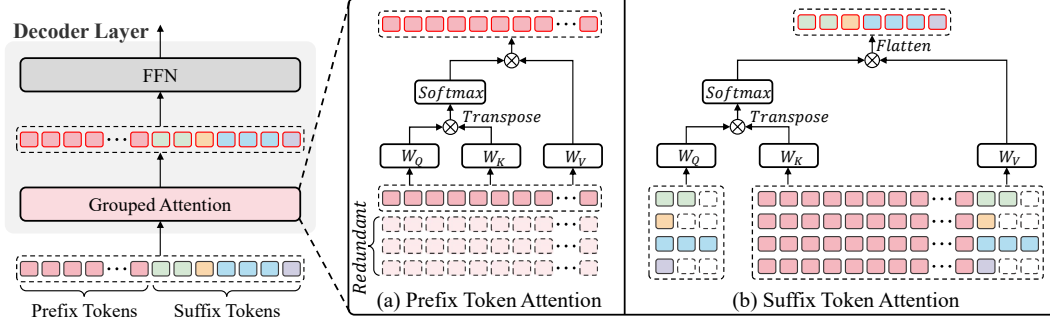 Decoder Layer
FFN
Grouped Attention
Prefix Tokens
Suffix Tokens
Softmax
Transpose
W_Q
W_K
W_V
Redundant
(a) Prefix Token Attention
Flatten
Softmax
Transpose
W_Q
W_K
W_V
(b) Suffix Token Attention